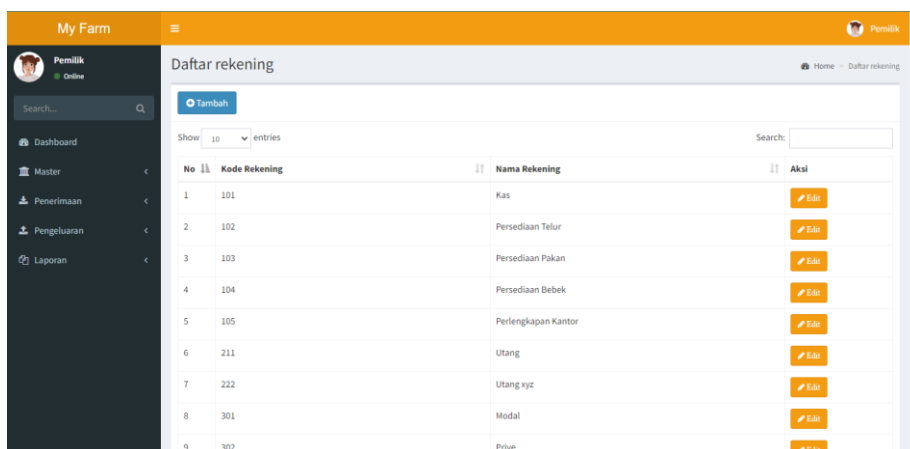 My Farm
Pemilik
Pemilik
Online
Daftar rekening
Home > Daftar rekening
Search...
Tambah
Dashboard
Master
Penerimaan
Pengeluaran
Laporan
Show 10 entries
Search:
No Kode Rekening Nama Rekening Aksi
1 101 Kas Edit
2 102 Persediaan Telur Edit
3 103 Persediaan Pakan Edit
4 104 Persediaan Bebek Edit
5 105 Perlengkapan Kantor Edit
6 211 Utang Edit
7 222 Utang xyz Edit
8 301 Modal Edit
9 302 Prive Edit